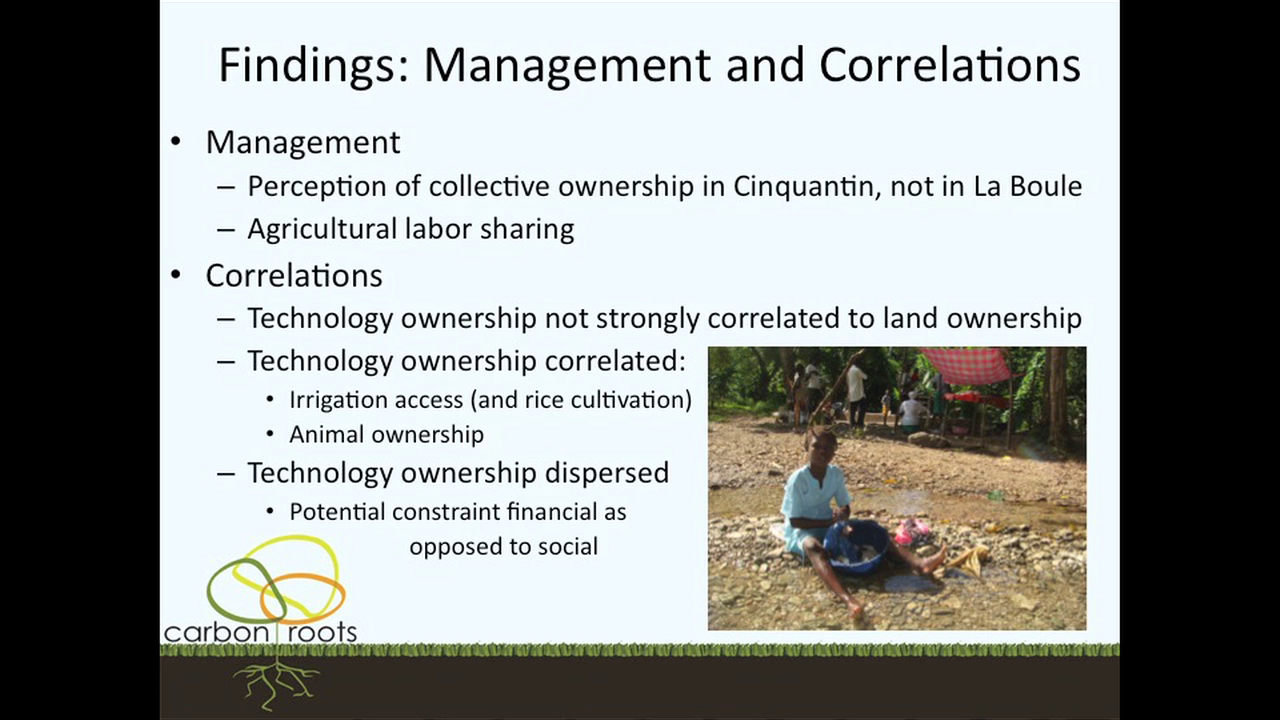 Findings: Management and Correlations
• Management
– Perception of collective ownership in Cinquantin, not in La Boule
– Agricultural labor sharing
• Correlations
– Technology ownership not strongly correlated to land ownership
– Technology ownership correlated:
• Irrigation access (and rice cultivation)
• Animal ownership
– Technology ownership dispersed
• Potential constraint financial as
opposed to social
carbon roots